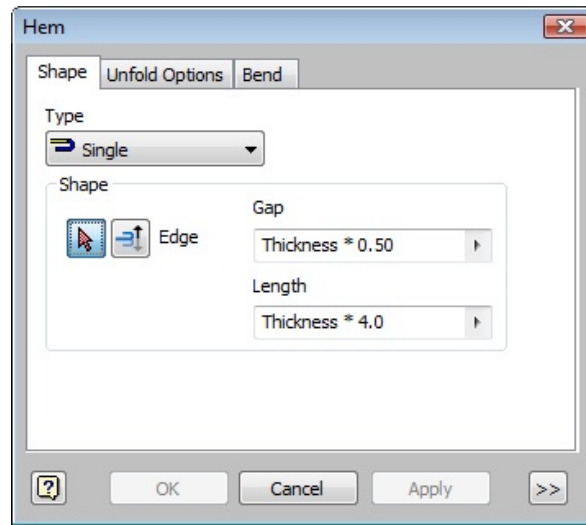 Hem
Shape
Unfold Options
Bend
Type
Single
Shape
Edge
Gap
Thickness * 0.50
Length
Thickness * 4.0
?
OK
Cancel
Apply
>>